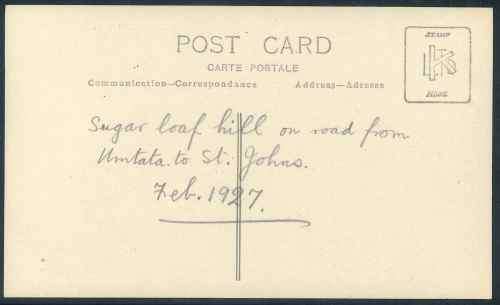 POST CARD
CARTE POSTALE
Communication—Correspondance Address—Adresse
STAMP
HERE
Sugar loaf hill on road from
Umtata to St. Johns.
Feb. 1927.